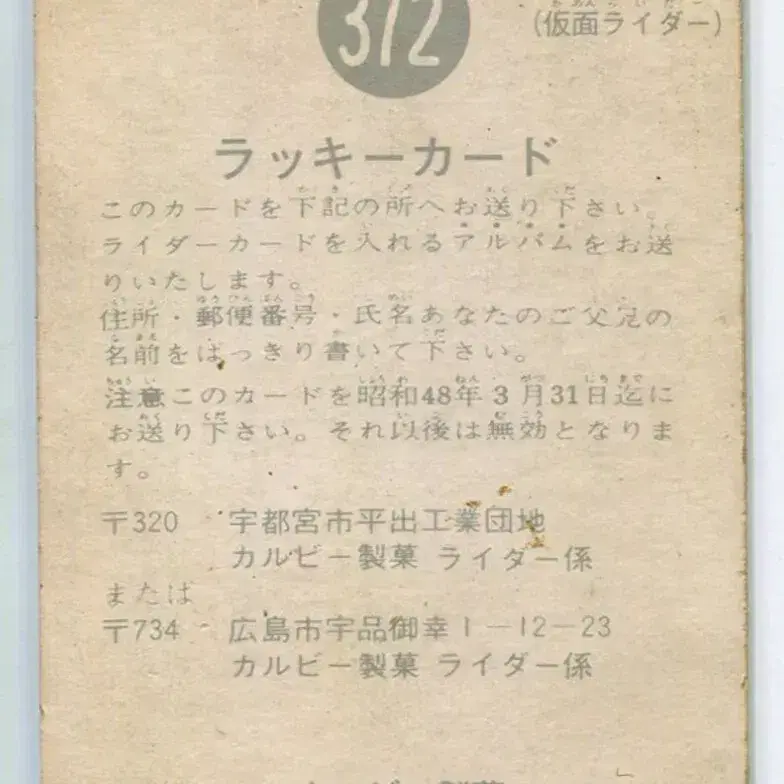 372
(仮面ライダー)
ラッキーカード
このカードを下記の所へお送り下さい。
ライダーカードを入れるアルバムをお送
りいたします。
住所・郵便番号・氏名あなたのご父兄の
名前をはっきり書いて下さい。
注意このカードを昭和48年3月31日迄に
お送り下さい。それ以後は無効となりま
す。
〒320 宇都宮市平出工業団地
カルビー製菓 ライダー係
または
〒734 広島市宇品御幸1－12－23
カルビー製菓 ライダー係